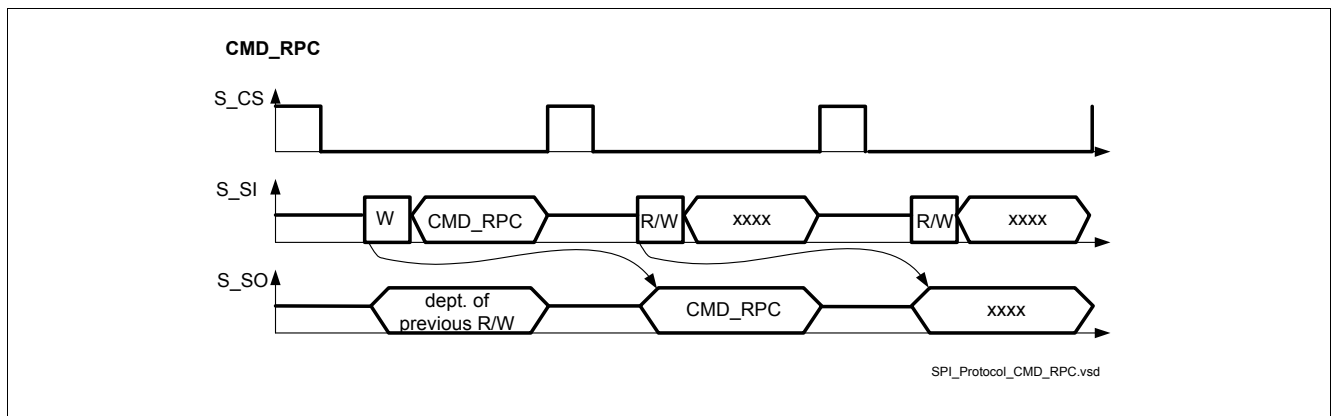 CMD_RPC
S_CS
S_SI
W
CMD_RPC
R/W
xxxx
R/W
xxxx
S_SO
dept. of
previous R/W
CMD_RPC
xxxx
SPI_Protocol_CMD_RPC.vsd